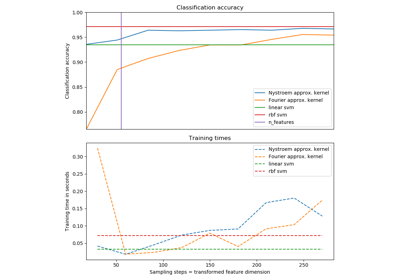 Classification accuracy
1.00
0.95
0.90
0.85
0.80
Classification accuracy
Nystroem approx. kernel
Fourier approx. kernel
linear svm
rbf svm
n_features
Training times
0.30
0.25
0.20
0.15
0.10
0.05
Training time in seconds
Nystroem approx. kernel
Fourier approx. kernel
linear svm
rbf svm
50
100
150
200
250
Sampling steps = transformed feature dimension